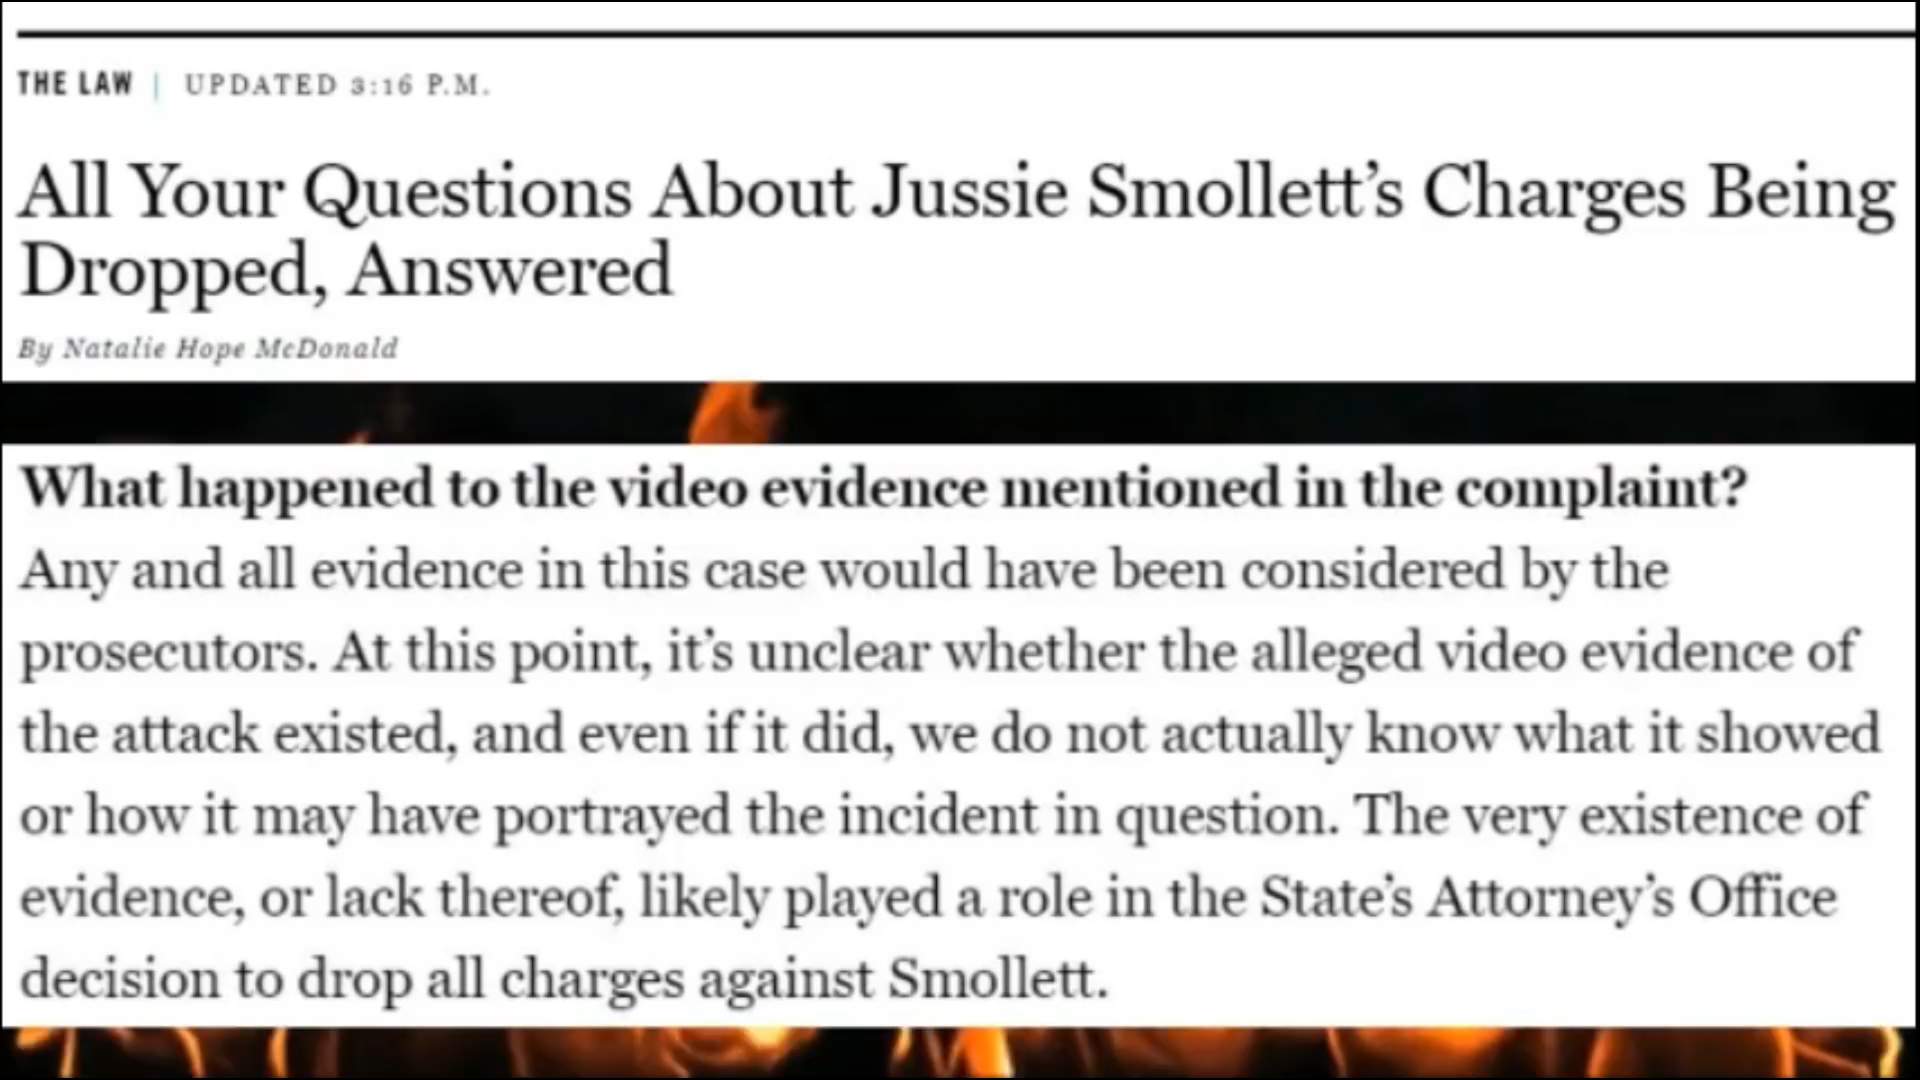 THE LAW | UPDATED 3:16 P.M.
All Your Questions About Jussie Smollett’s Charges Being
Dropped, Answered
By Natalie Hope McDonald
What happened to the video evidence mentioned in the complaint?
Any and all evidence in this case would have been considered by the
prosecutors. At this point, it’s unclear whether the alleged video evidence of
the attack existed, and even if it did, we do not actually know what it showed
or how it may have portrayed the incident in question. The very existence of
evidence, or lack thereof, likely played a role in the State’s Attorney’s Office
decision to drop all charges against Smollett.